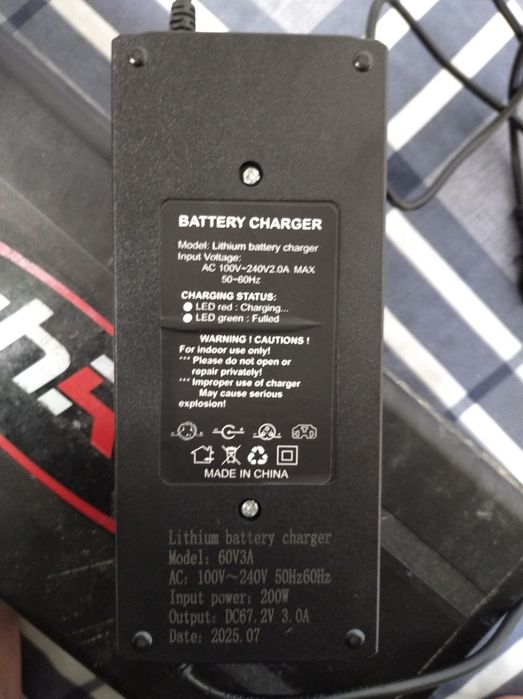 BATTERY CHARGER
Model: Lithium battery charger
Input Voltage:
AC 100V~240V2.0A MAX
50~60Hz
CHARGING STATUS:
● LED red : Charging...
● LED green : Fulled
WARNING ! CAUTIONS !
For indoor use only!
*** Please do not open or
repair privately!
*** Improper use of charger
May cause serious
explosion!
MADE IN CHINA
Lithium battery charger
Model: 60V3A
AC: 100V～240V 50Hz60Hz
Input power: 200W
Output: DC67.2V 3.0A
Date: 2025.07